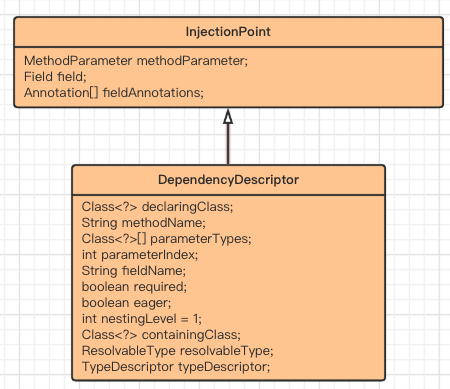 InjectionPoint
MethodParameter methodParameter;
Field field;
Annotation[] fieldAnnotations;
DependencyDescriptor
Class<?> declaringClass;
String methodName;
Class<?>[] parameterTypes;
int parameterIndex;
String fieldName;
boolean required;
boolean eager;
int nestingLevel = 1;
Class<?> containingClass;
ResolvableType resolvableType;
TypeDescriptor typeDescriptor;